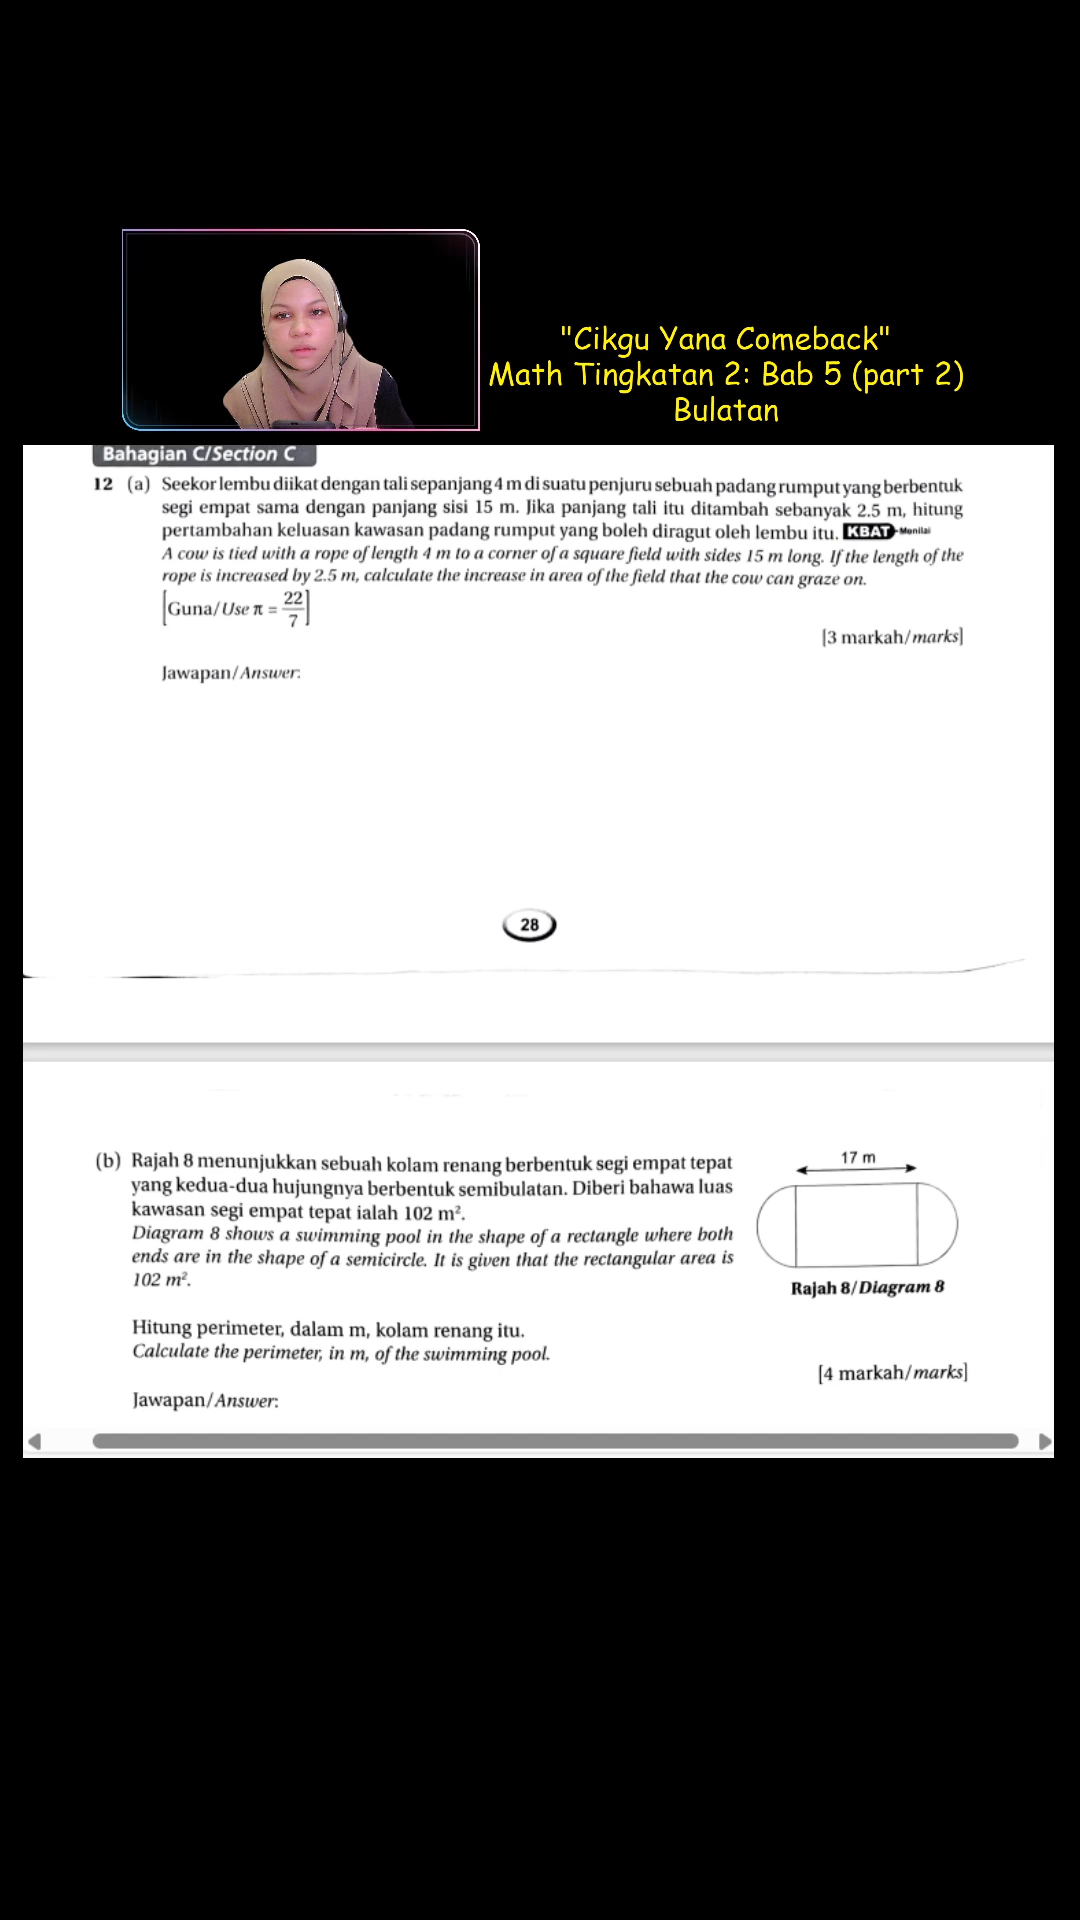 "Cikgu Yana Comeback"
Math Tingkatan 2: Bab 5 (part 2)
Bulatan
Bahagian C/Section C
12 (a) Seekor lembu diikat dengan tali sepanjang 4 m di suatu penjuru sebuah padang rumput yang berbentuk
segi empat sama dengan panjang sisi 15 m. Jika panjang tali itu ditambah sebanyak 2.5 m, hitung
pertambahan keluasan kawasan padang rumput yang boleh diragut oleh lembu itu. KBAT Menilai
A cow is tied with a rope of length 4 m to a corner of a square field with sides 15 m long. If the length of the
rope is increased by 2.5 m, calculate the increase in area of the field that the cow can graze on.
[Guna/Use π = 22/7]
[3 markah/marks]
Jawapan/Answer:
28
(b) Rajah 8 menunjukkan sebuah kolam renang berbentuk segi empat tepat
yang kedua-dua hujungnya berbentuk semibulatan. Diberi bahawa luas
kawasan segi empat tepat ialah 102 m².
Diagram 8 shows a swimming pool in the shape of a rectangle where both
ends are in the shape of a semicircle. It is given that the rectangular area is
102 m².
17 m
Rajah 8/Diagram 8
Hitung perimeter, dalam m, kolam renang itu.
Calculate the perimeter, in m, of the swimming pool.
[4 markah/marks]
Jawapan/Answer: